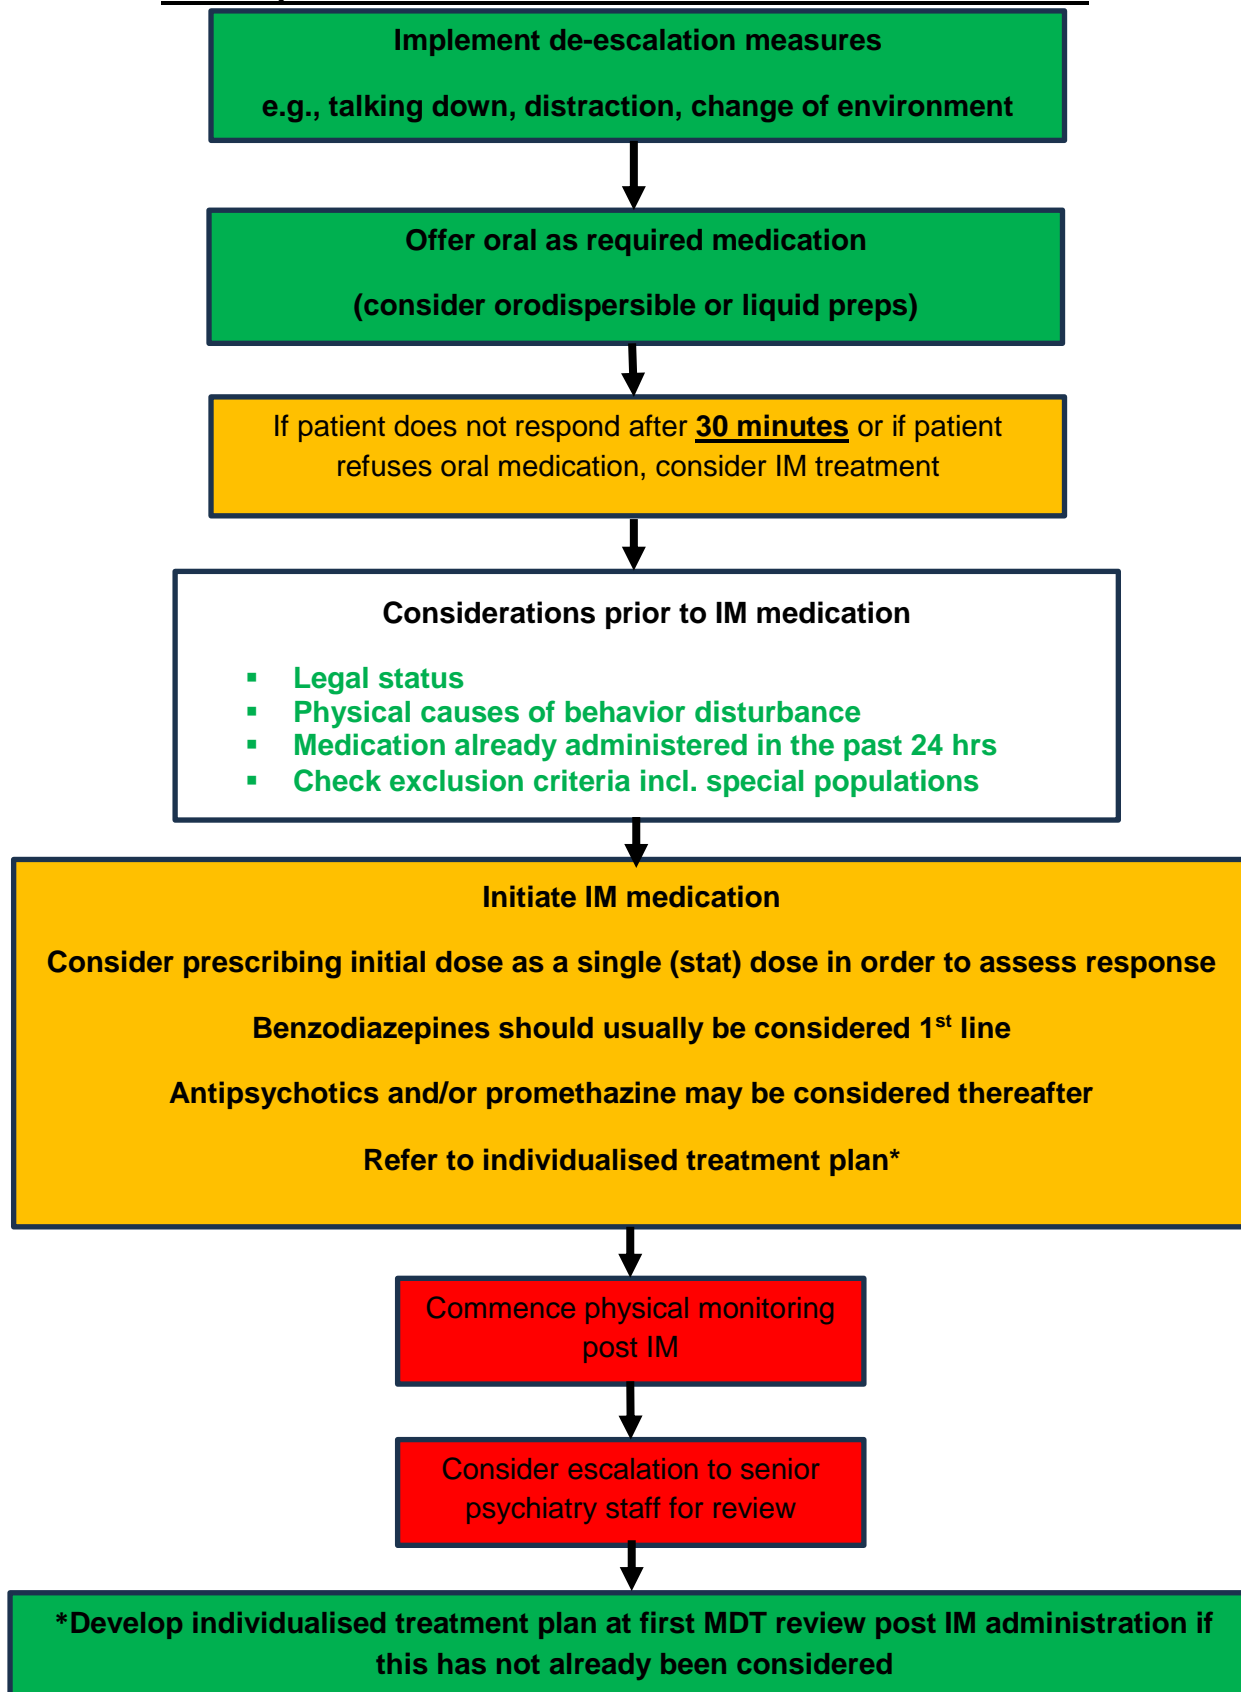 Implement de-escalation measures
e.g., talking down, distraction, change of environment
Offer oral as required medication
(consider orodispersible or liquid preps)
If patient does not respond after 30 minutes or if patient
refuses oral medication, consider IM treatment
Considerations prior to IM medication
▪ Legal status
▪ Physical causes of behavior disturbance
▪ Medication already administered in the past 24 hrs
▪ Check exclusion criteria incl. special populations
Initiate IM medication
Consider prescribing initial dose as a single (stat) dose in order to assess response
Benzodiazepines should usually be considered 1st line
Antipsychotics and/or promethazine may be considered thereafter
Refer to individualised treatment plan*
Commence physical monitoring
post IM
Consider escalation to senior
psychiatry staff for review
*Develop individualised treatment plan at first MDT review post IM administration if
this has not already been considered